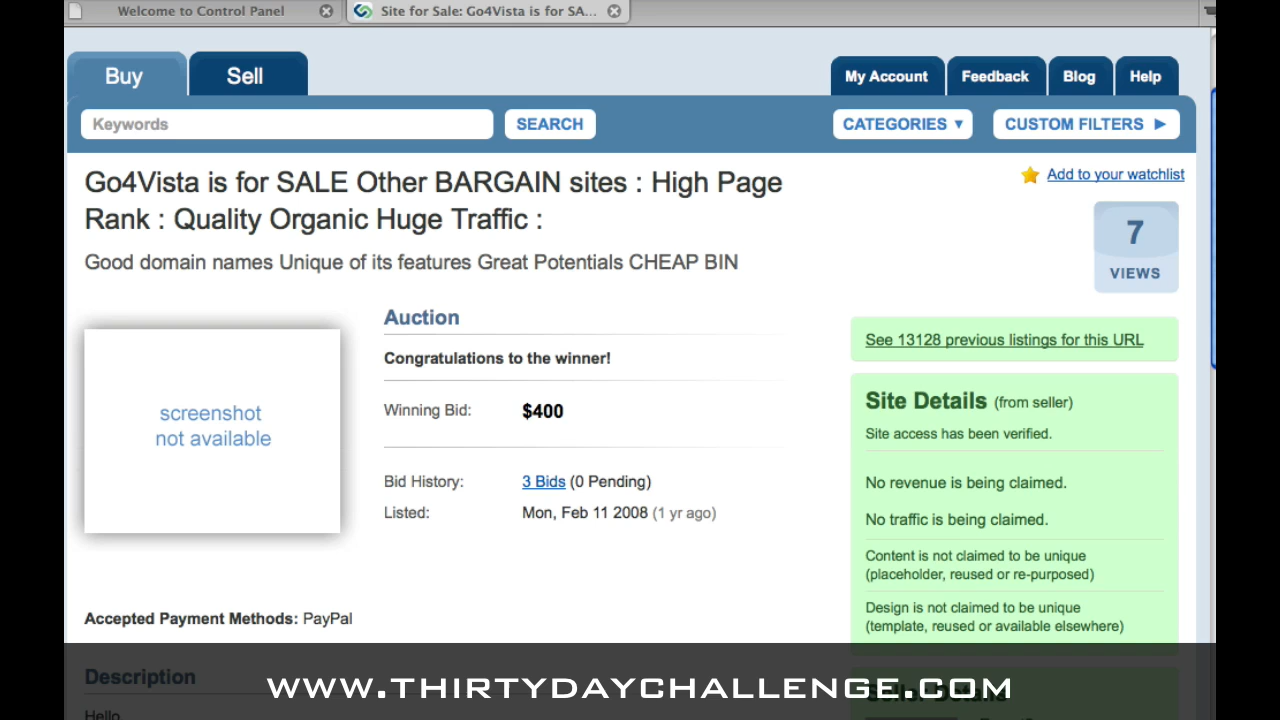 Welcome to Control Panel
Site for Sale: Go4Vista is for SA...
Buy
Sell
My Account
Feedback
Blog
Help
Keywords
SEARCH
CATEGORIES ▼
CUSTOM FILTERS ►
Go4Vista is for SALE Other BARGAIN sites : High Page
Rank : Quality Organic Huge Traffic :
Add to your watchlist
7
VIEWS
Good domain names Unique of its features Great Potentials CHEAP BIN
screenshot
not available
Auction
Congratulations to the winner!
Winning Bid: $400
Bid History: 3 Bids (0 Pending)
Listed: Mon, Feb 11 2008 (1 yr ago)
See 13128 previous listings for this URL
Site Details (from seller)
Site access has been verified.
No revenue is being claimed.
No traffic is being claimed.
Content is not claimed to be unique
(placeholder, reused or re-purposed)
Design is not claimed to be unique
(template, reused or available elsewhere)
Accepted Payment Methods: PayPal
Description
Hello
Seller Details
WWW.THIRTYDAYCHALLENGE.COM